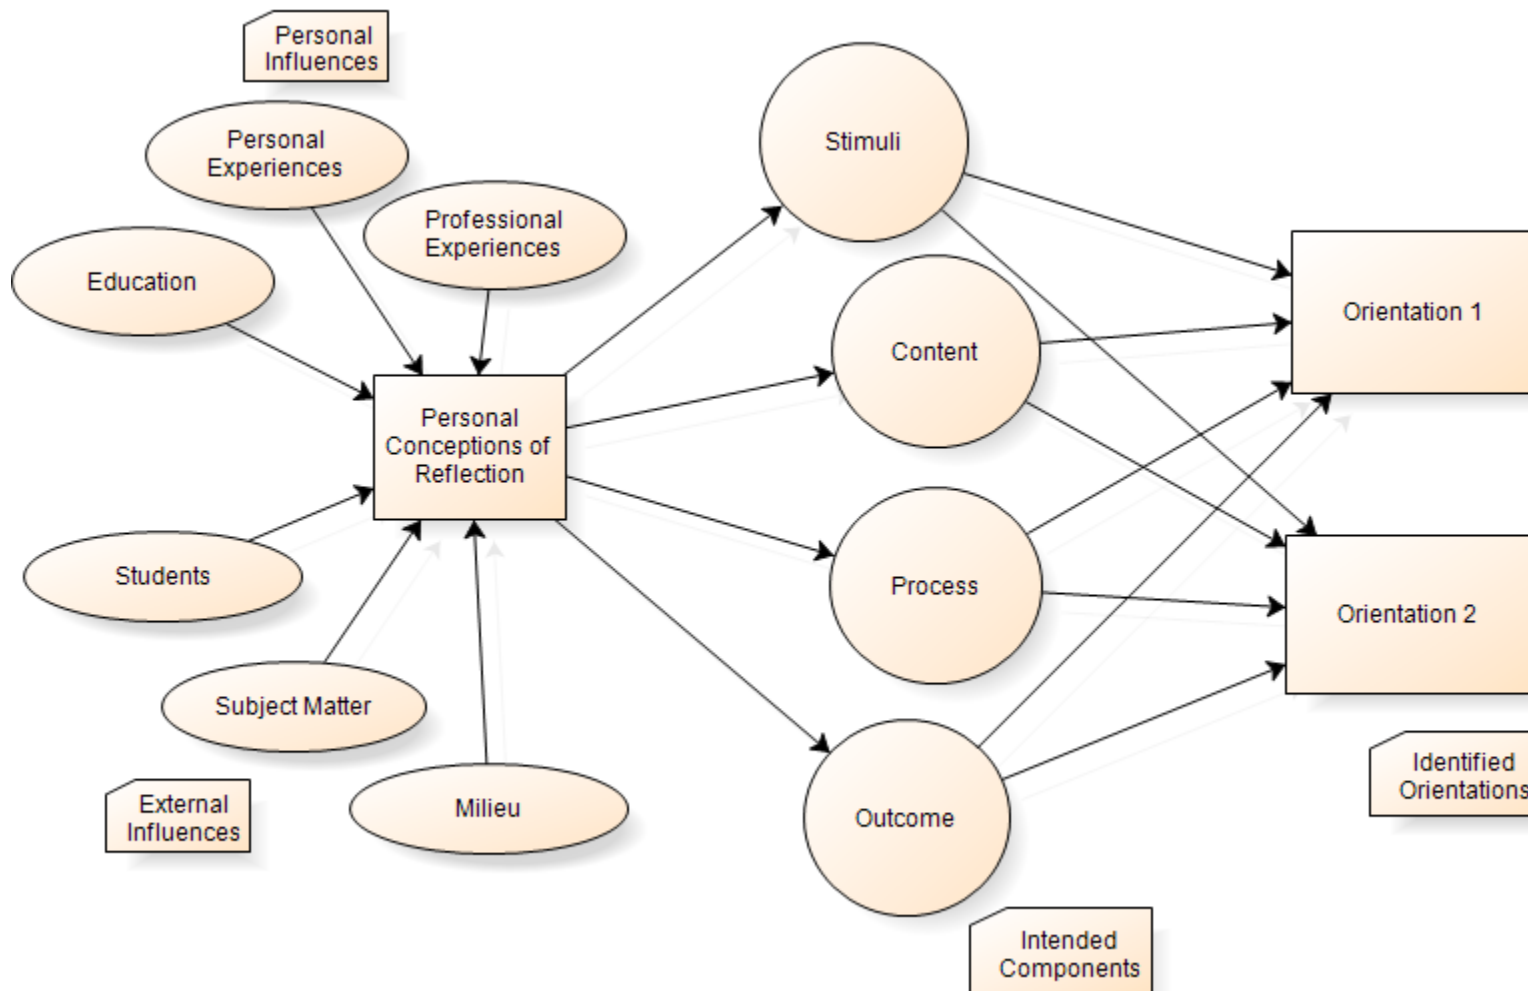 Personal
Influences
Personal
Experiences
Professional
Experiences
Education
Personal
Conceptions of
Reflection
Students
Subject Matter
Milieu
External
Influences
Stimuli
Content
Process
Outcome
Intended
Components
Orientation 1
Orientation 2
Identified
Orientations